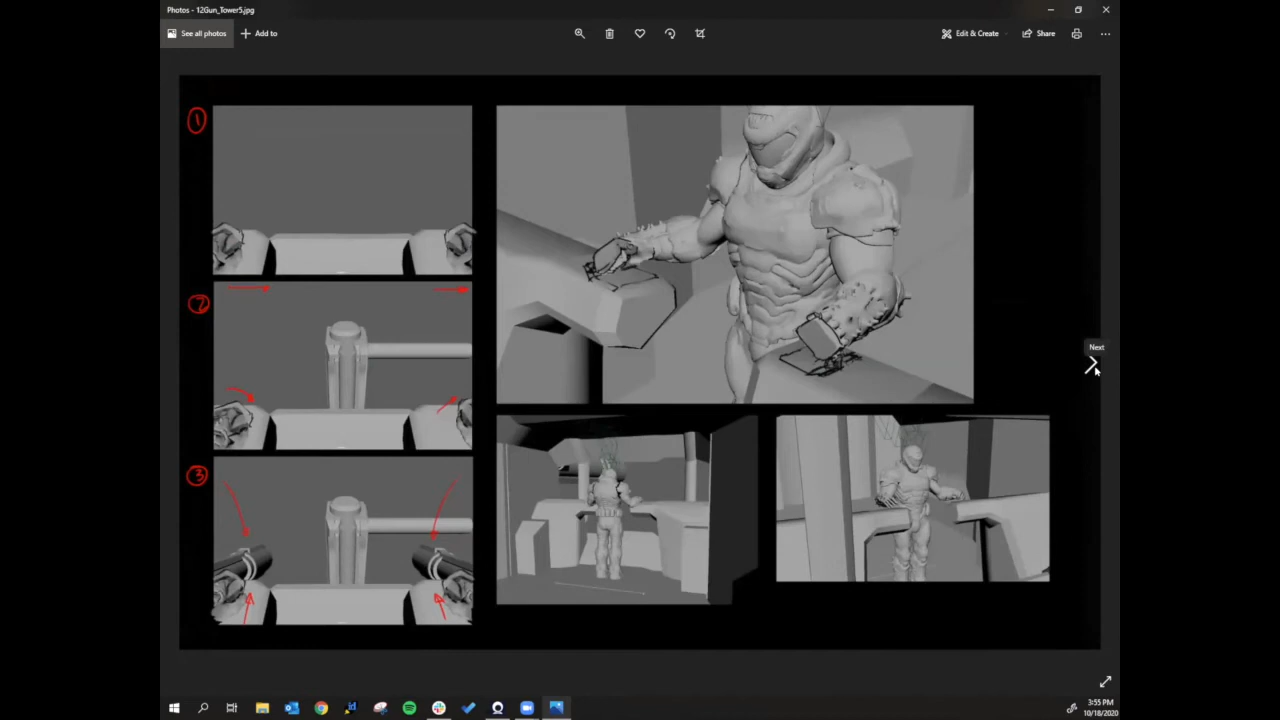 Photos - 12Gun_Tower5.jpg
See all photos
Add to
Edit & Create
Share
1
2
3
Next
3:55 PM
10/18/2020